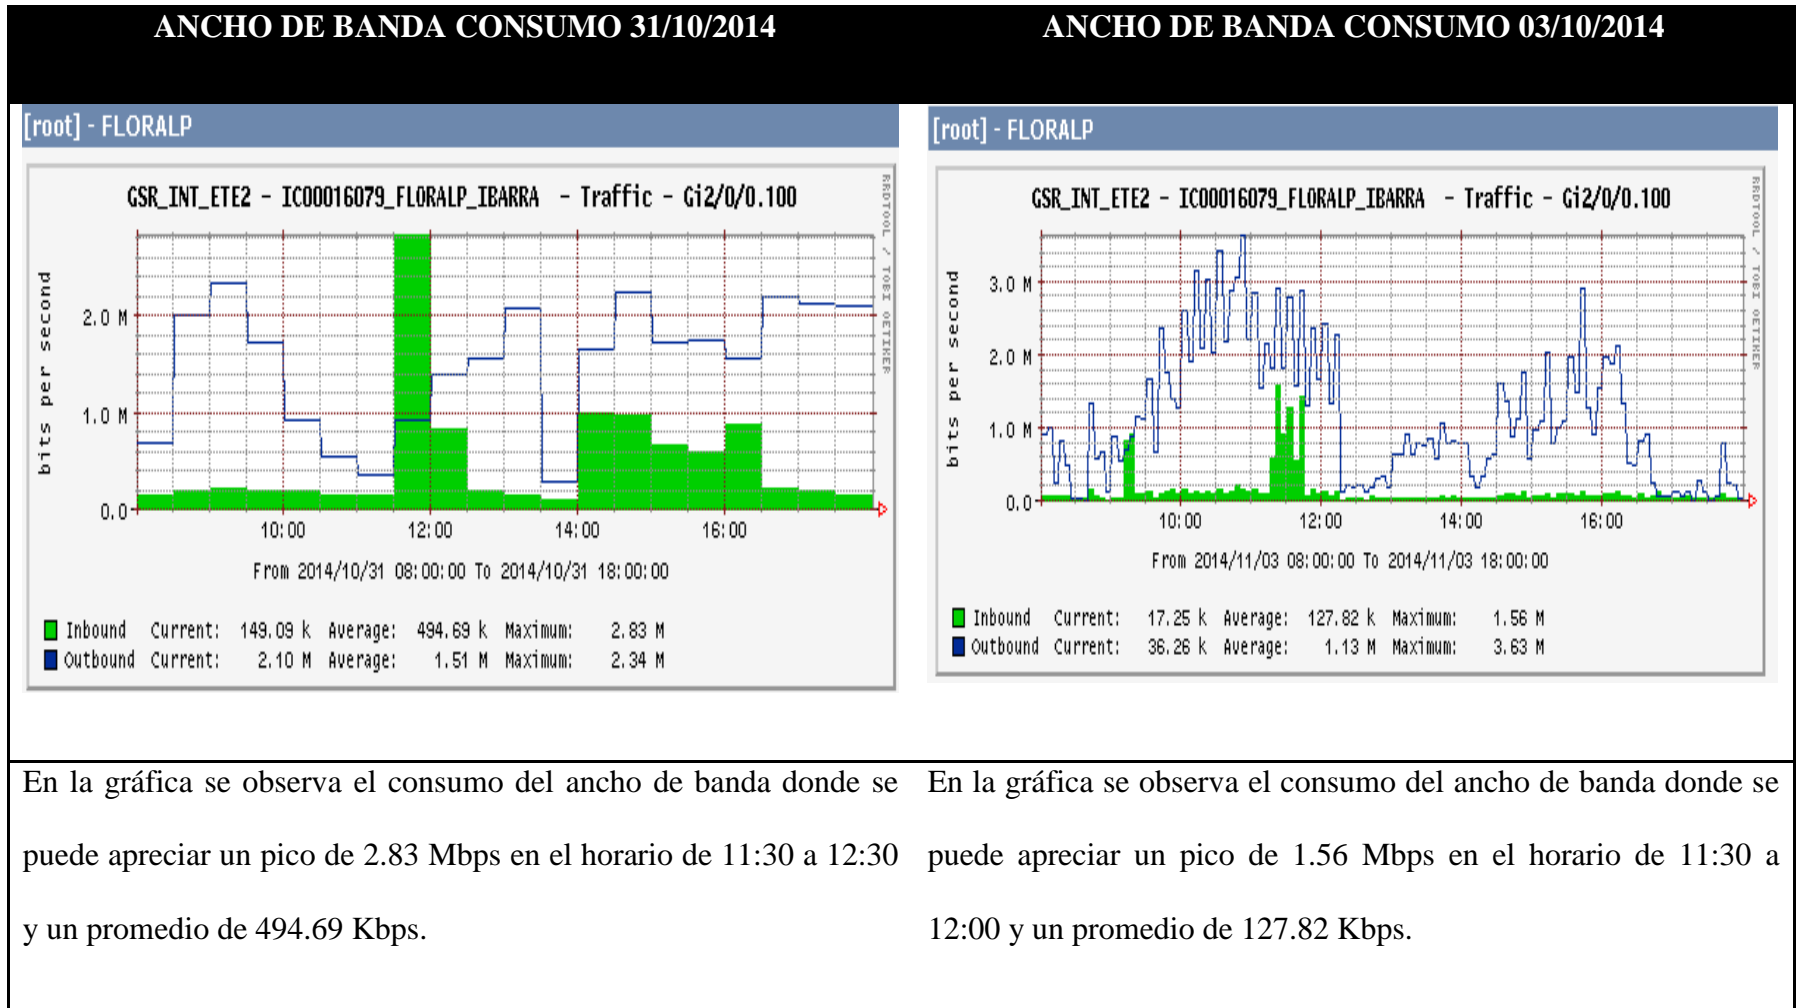 ANCHO DE BANDA CONSUMO 31/10/2014
[root] - FLORALP
GSR_INT_ETE2 - IC00016079_FLORALP_IBARRA - Traffic - Gi2/0/0.100
RRDTOOL / TOBI OETIKER
bits per second
2.0 M
1.0 M
0.0
10:00 12:00 14:00 16:00
From 2014/10/31 08:00:00 To 2014/10/31 18:00:00
Inbound Current: 149.09 k Average: 494.69 k Maximum: 2.83 M
Outbound Current: 2.10 M Average: 1.51 M Maximum: 2.34 M
En la gráfica se observa el consumo del ancho de banda donde se
puede apreciar un pico de 2.83 Mbps en el horario de 11:30 a 12:30
y un promedio de 494.69 Kbps.
ANCHO DE BANDA CONSUMO 03/10/2014
[root] - FLORALP
GSR_INT_ETE2 - IC00016079_FLORALP_IBARRA - Traffic - Gi2/0/0.100
RRDTOOL / TOBI OETIKER
bits per second
3.0 M
2.0 M
1.0 M
0.0
10:00 12:00 14:00 16:00
From 2014/11/03 08:00:00 To 2014/11/03 18:00:00
Inbound Current: 17.25 k Average: 127.82 k Maximum: 1.56 M
Outbound Current: 36.26 k Average: 1.13 M Maximum: 3.63 M
En la gráfica se observa el consumo del ancho de banda donde se
puede apreciar un pico de 1.56 Mbps en el horario de 11:30 a
12:00 y un promedio de 127.82 Kbps.